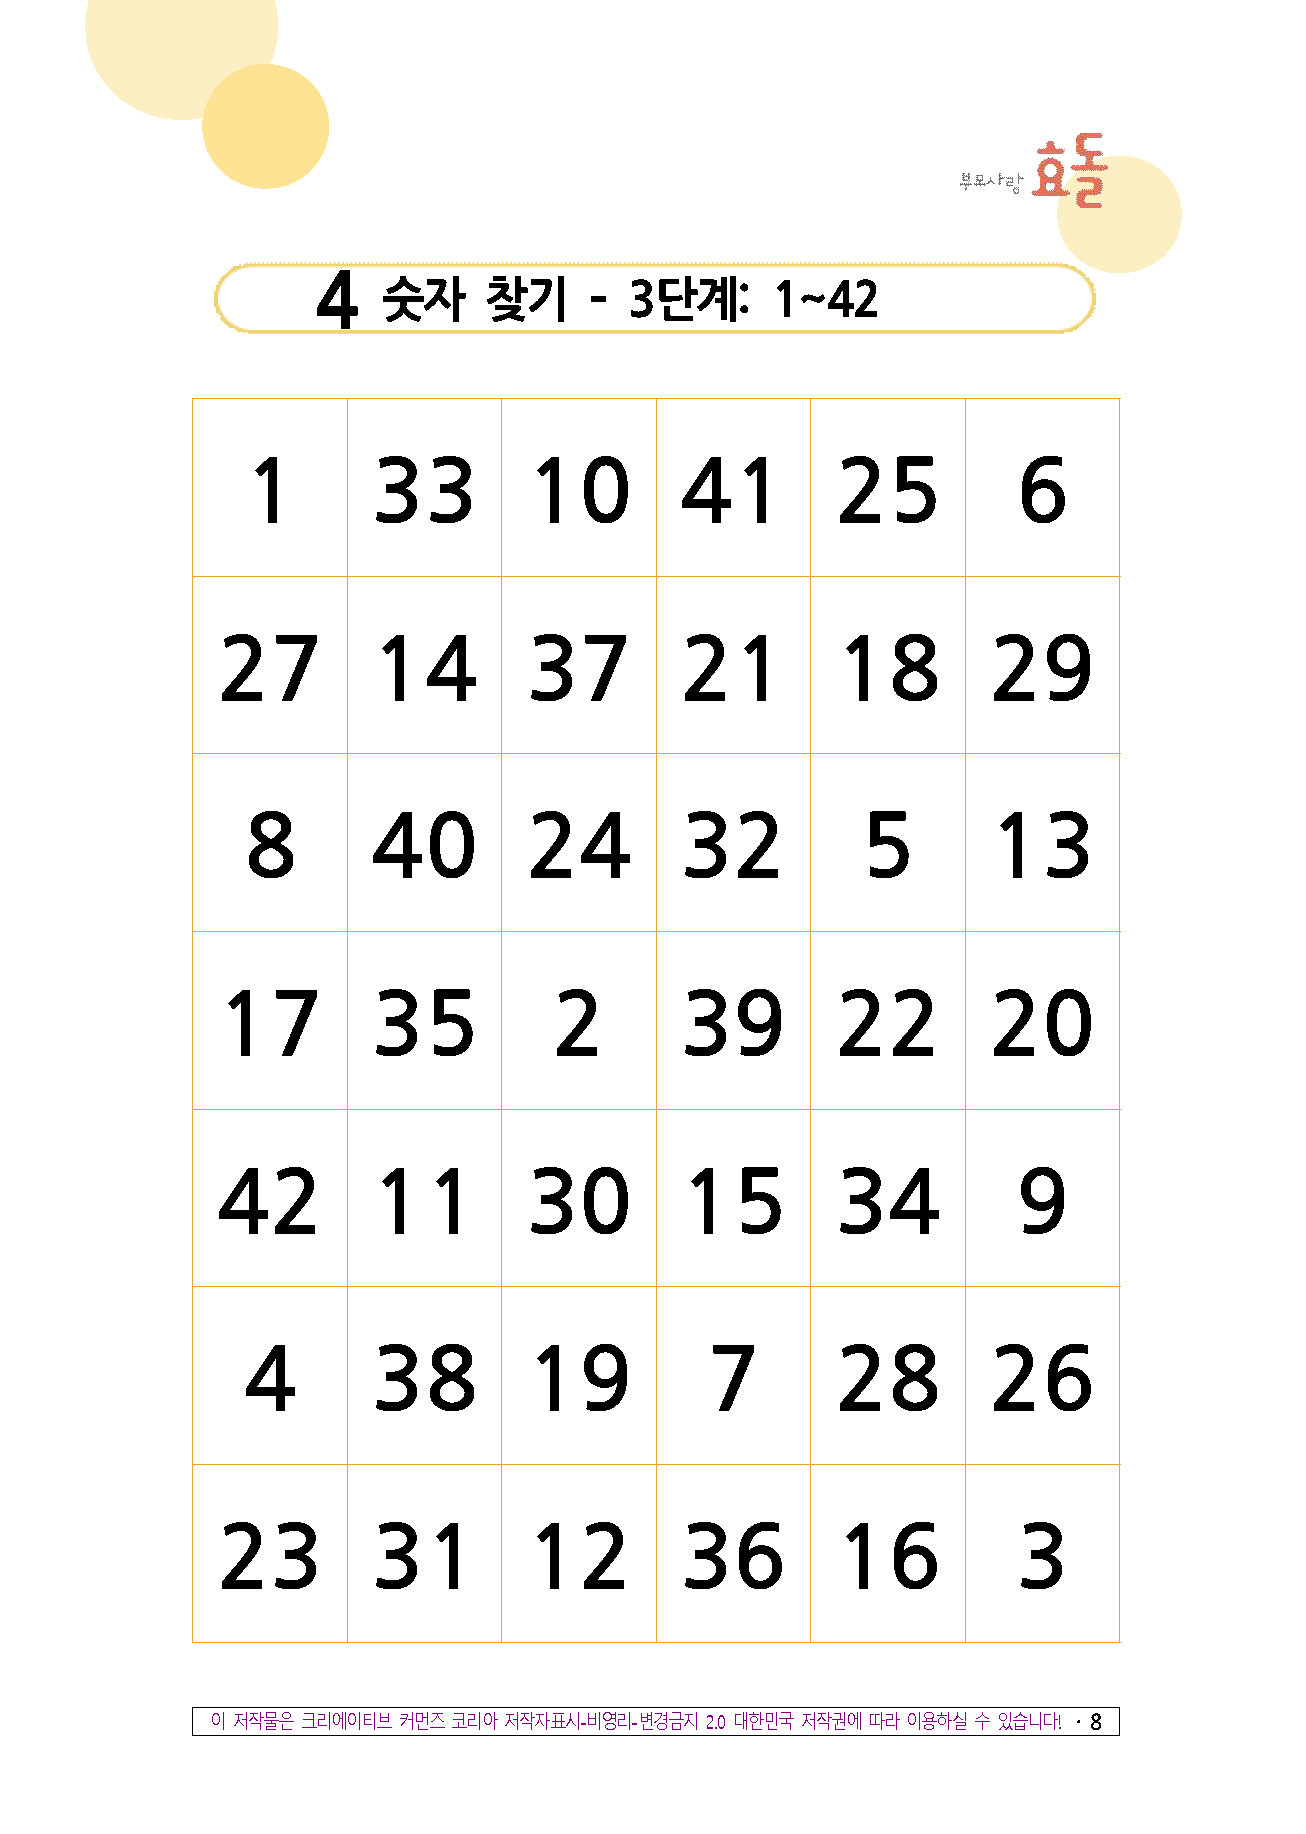 부모사랑 효돌
4 숫자 찾기 - 3단계: 1~42
1 33 10 41 25 6
27 14 37 21 18 29
8 40 24 32 5 13
17 35 2 39 22 20
42 11 30 15 34 9
4 38 19 7 28 26
23 31 12 36 16 3
이 저작물은 크리에이티브 커먼즈 코리아 저작자표시-비영리-변경금지 2.0 대한민국 저작권에 따라 이용하실 수 있습니다! · 8